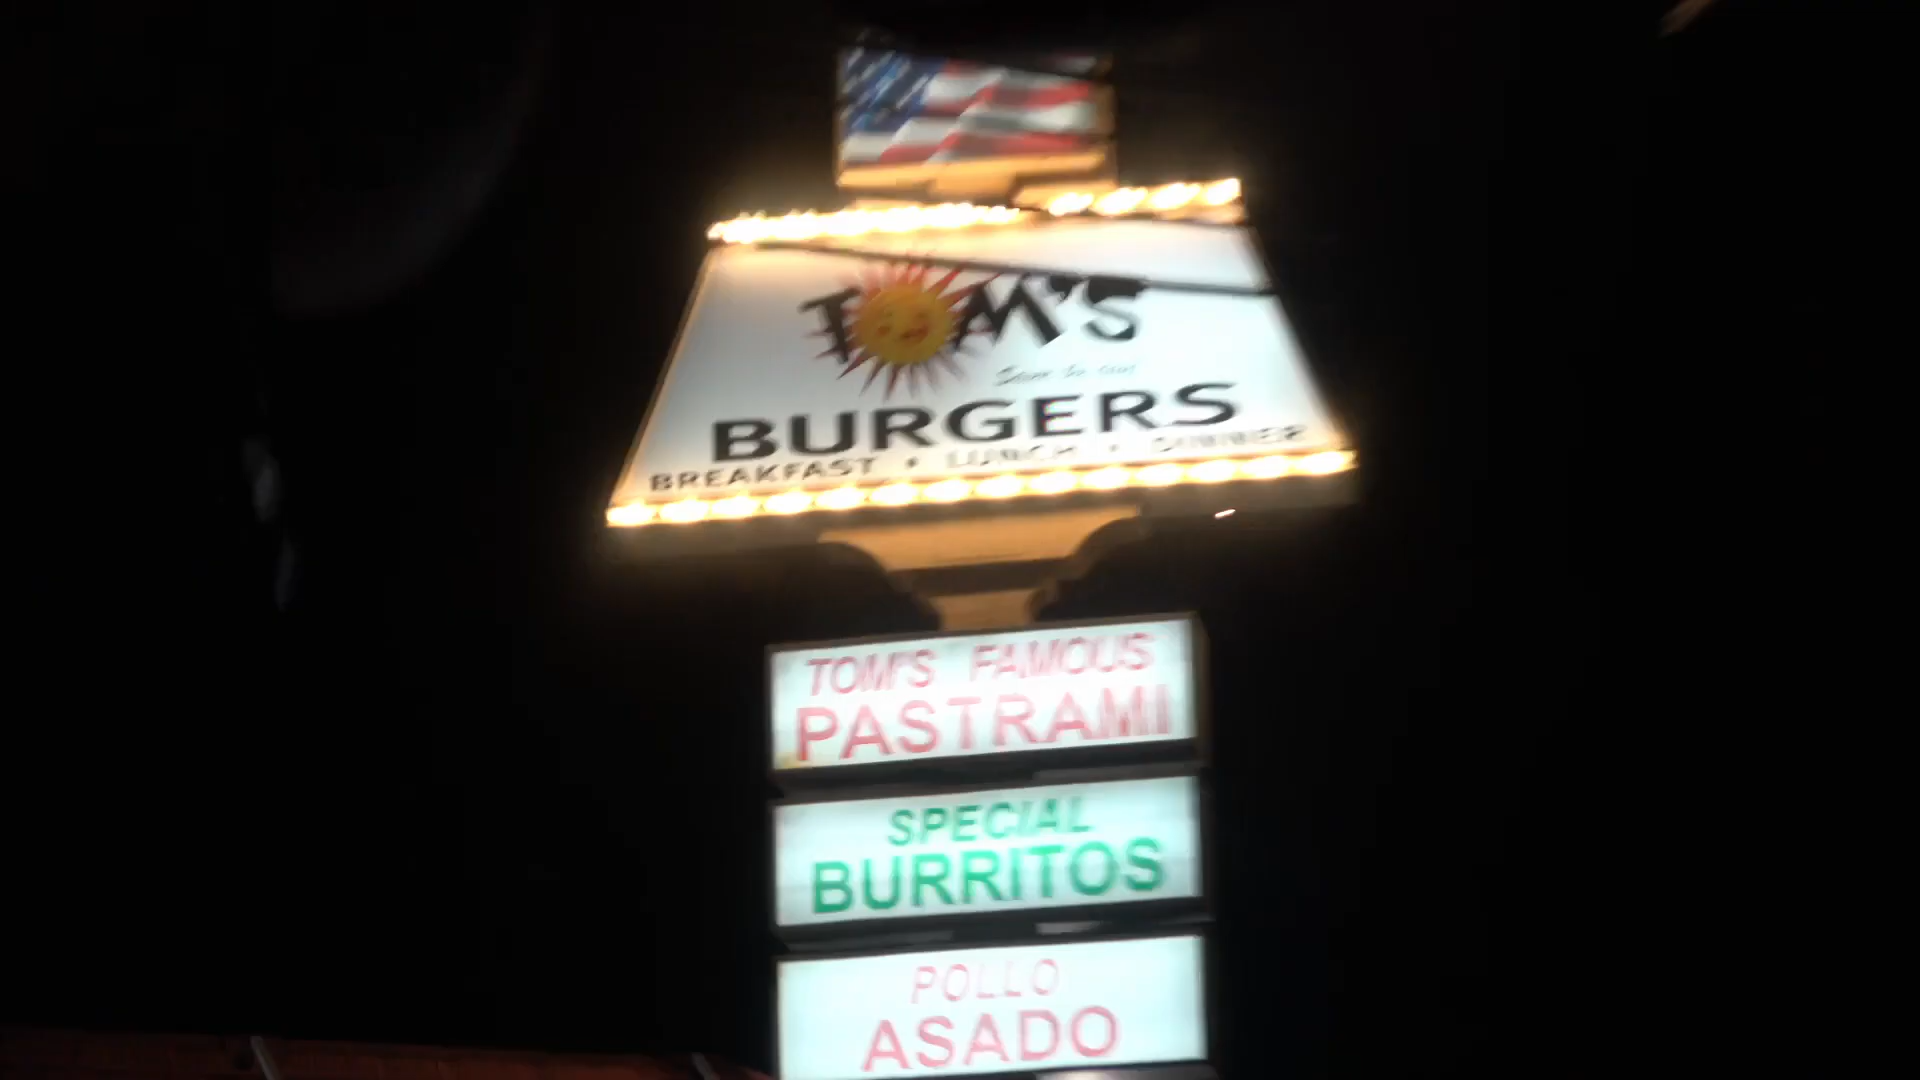 TOM'S
BURGERS
BREAKFAST • LUNCH • DINNER
TOM'S FAMOUS
PASTRAMI
SPECIAL
BURRITOS
POLLO
ASADO